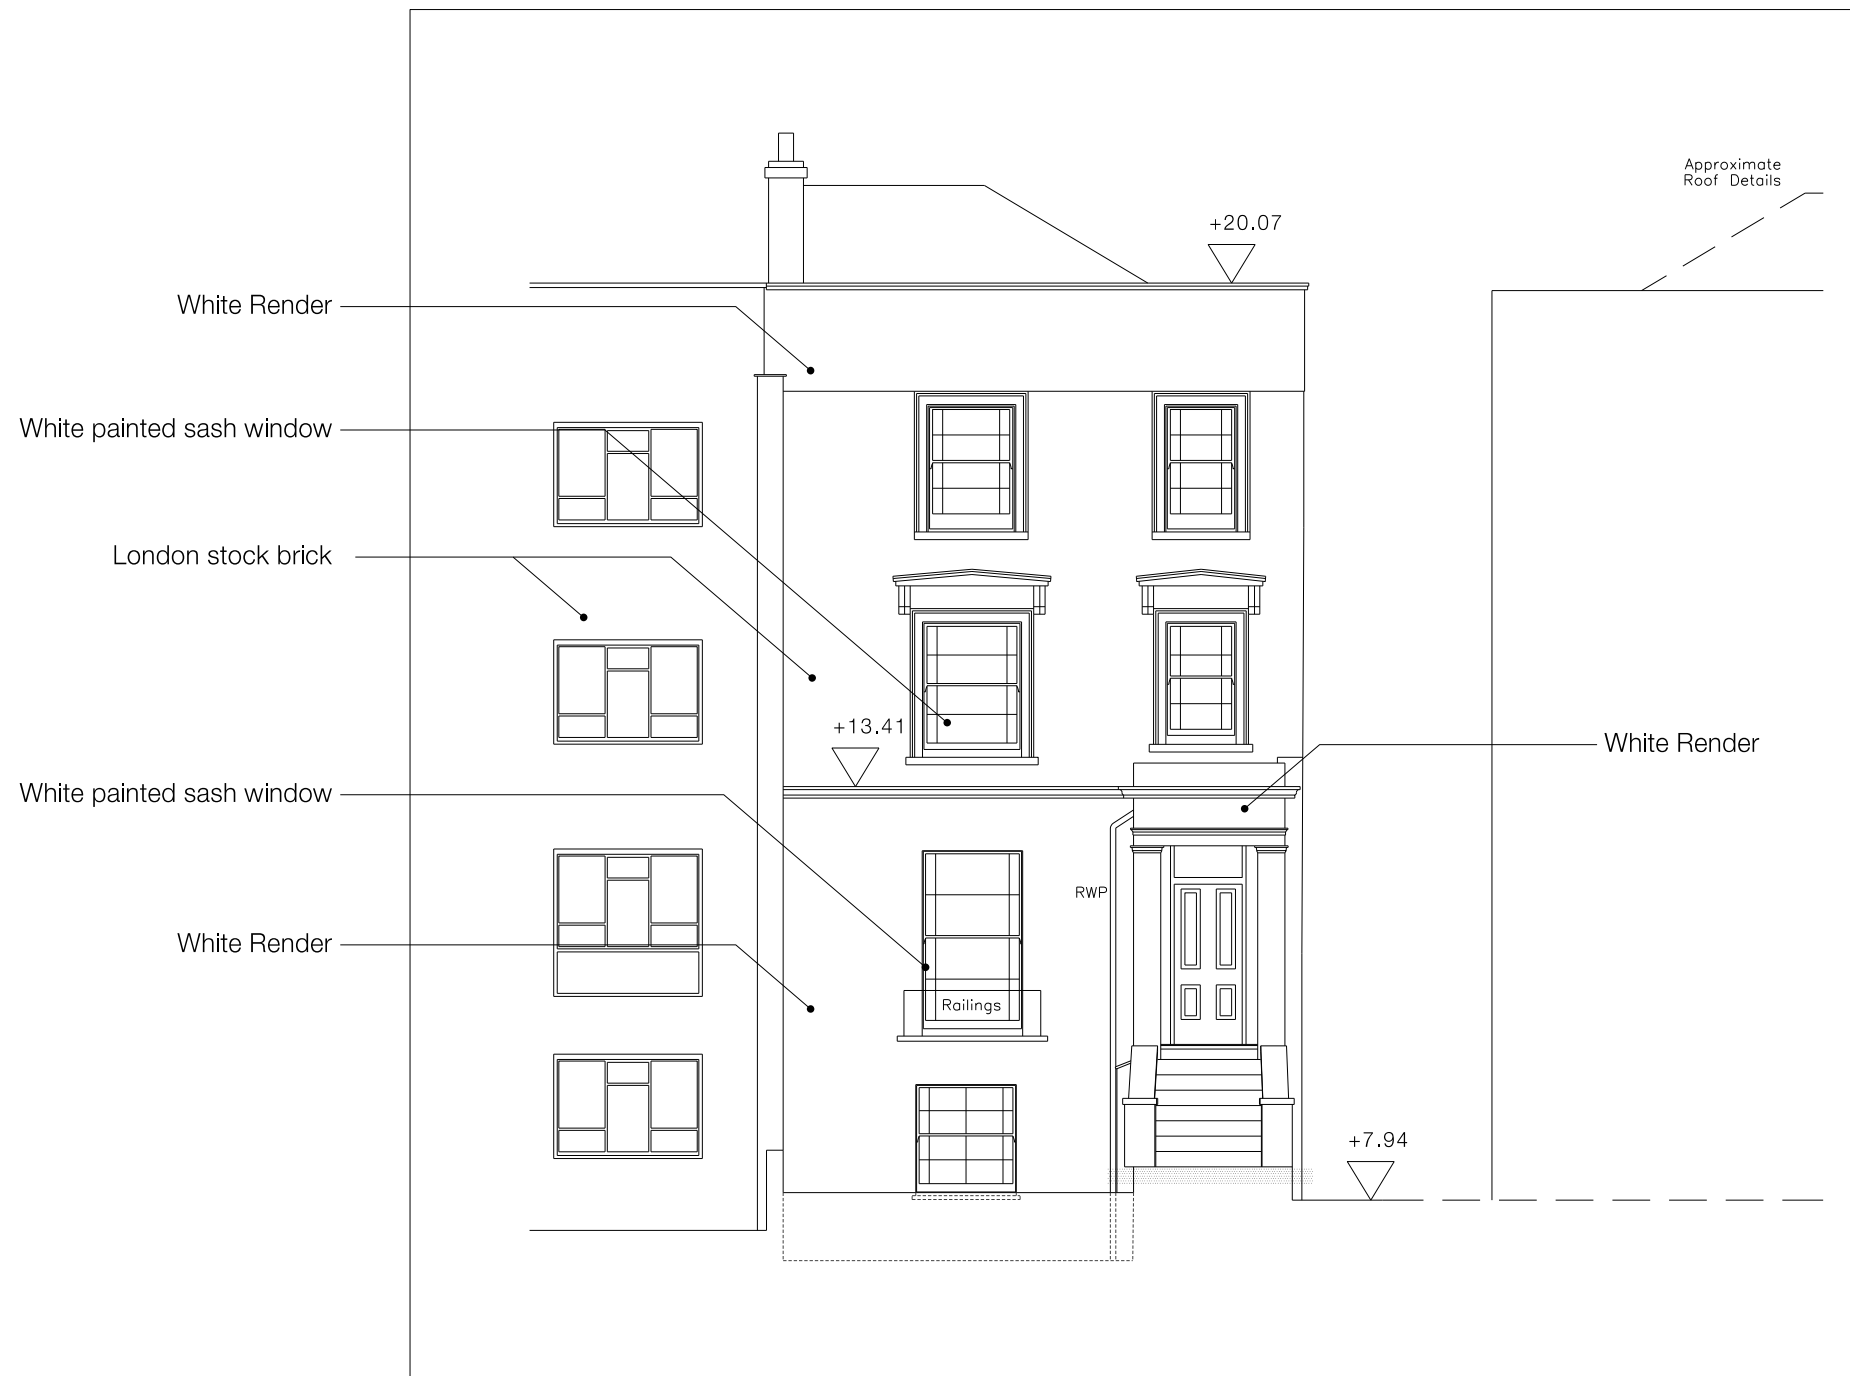 Approximate
Roof Details
+20.07
White Render
White painted sash window
London stock brick
+13.41
White Render
White painted sash window
RWP
White Render
Railings
+7.94